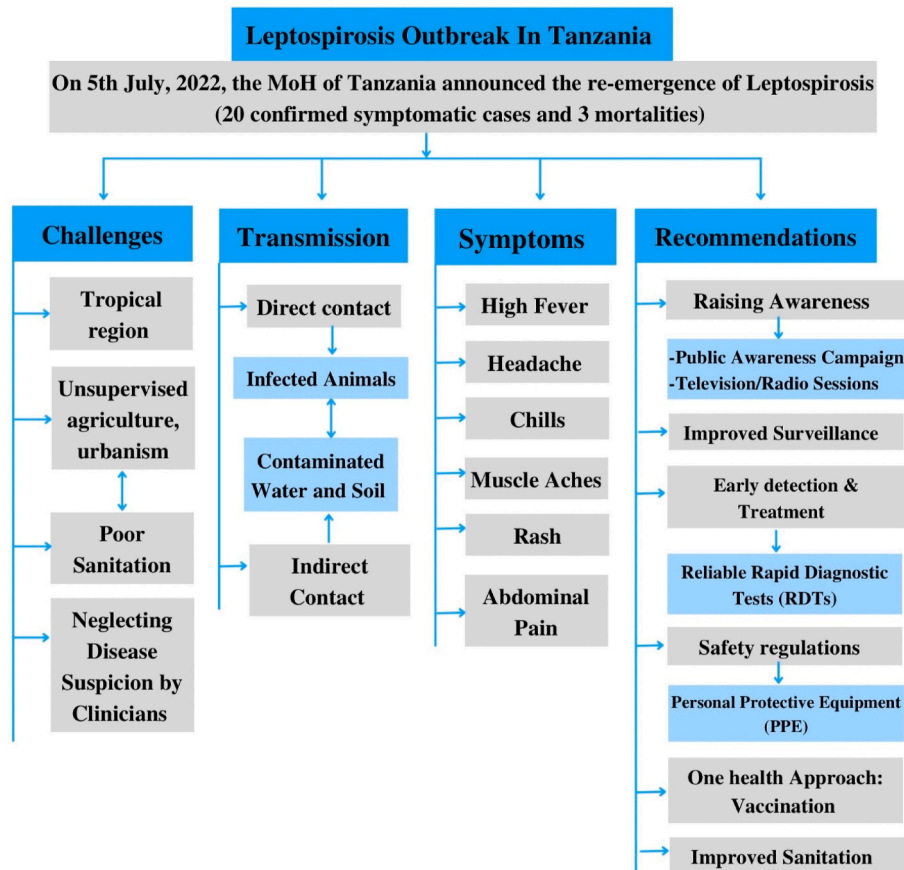 Leptospirosis Outbreak In Tanzania
On 5th July, 2022, the MoH of Tanzania announced the re-emergence of Leptospirosis
(20 confirmed symptomatic cases and 3 mortalities)
Challenges
Tropical
region
Unsupervised
agriculture,
urbanism
Poor
Sanitation
Neglecting
Disease
Suspicion by
Clinicians
Transmission
Direct contact
Infected Animals
Contaminated
Water and Soil
Indirect
Contact
Symptoms
High Fever
Headache
Chills
Muscle Aches
Rash
Abdominal
Pain
Recommendations
Raising Awareness
-Public Awareness Campaign
-Television/Radio Sessions
Improved Surveillance
Early detection &
Treatment
Reliable Rapid Diagnostic
Tests (RDTs)
Safety regulations
Personal Protective Equipment
(PPE)
One health Approach:
Vaccination
Improved Sanitation